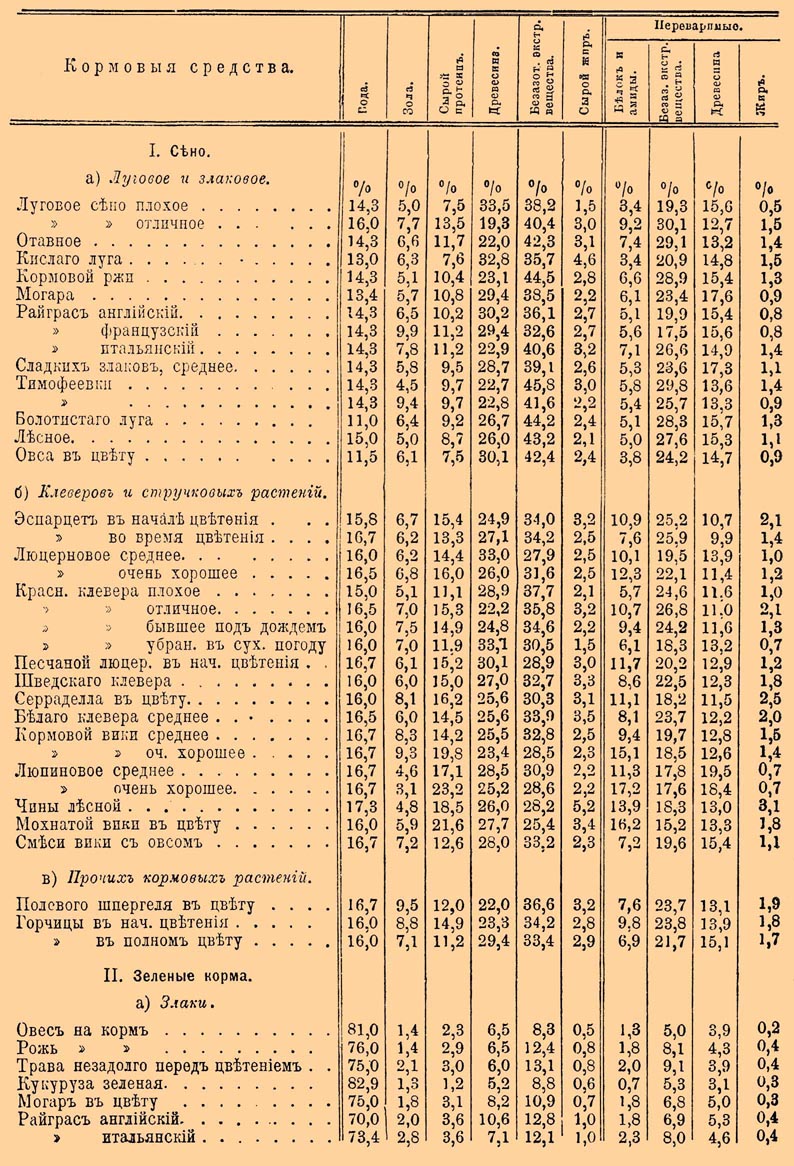 Кормовыя средства.
Вода.
Зола.
Сырой протеинъ.
Древесина.
Безазот. экстр. вещества.
Сырой жиръ.
Переваримые.
Бѣлокъ и амиды.
Безаз. экстр. вещества.
Древесина
Жиръ.
I. Сѣно.
а) Луговое и злаковое.
% % % % % % % % % %
Луговое сѣно плохое 14,3 5,0 7,5 33,5 38,2 1,5 3,4 19,3 15,6 0,5
» » отличное 16,0 7,7 13,5 19,3 40,4 3,0 9,2 30,1 12,7 1,5
Отавное 14,3 6,6 11,7 22,0 42,3 3,1 7,4 29,1 13,2 1,4
Кислаго луга 13,0 6,3 7,6 32,8 35,7 4,6 3,4 20,9 14,8 1,5
Кормовой ржи 14,3 5,1 10,4 23,1 44,5 2,8 6,6 28,9 15,4 1,3
Могара 13,4 5,7 10,8 29,4 38,5 2,2 6,1 23,4 17,6 0,9
Райграсъ англійскій. 14,3 6,5 10,2 30,2 36,1 2,7 5,1 19,9 15,4 0,8
» французскій 14,3 9,9 11,2 29,4 32,6 2,7 5,6 17,5 15,6 0,8
» итальянскій 14,3 7,8 11,2 22,9 40,6 3,2 7,1 26,6 14,9 1,4
Сладкихъ злаковъ, среднее. 14,3 5,8 9,5 28,7 39,1 2,6 5,3 23,6 17,3 1,1
Тимофеевки 14,3 4,5 9,7 22,7 45,8 3,0 5,8 29,8 13,6 1,4
» 14,3 9,4 9,7 22,8 41,6 2,2 5,4 25,7 13,3 0,9
Болотистаго луга 11,0 6,4 9,2 26,7 44,2 2,4 5,1 28,3 15,7 1,3
Лѣсное. 15,0 5,0 8,7 26,0 43,2 2,1 5,0 27,6 15,3 1,1
Овса въ цвѣту 11,5 6,1 7,5 30,1 42,4 2,4 3,8 24,2 14,7 0,9
б) Клеверовъ и стручковыхъ растеній.
Эспарцетъ въ началѣ цвѣтенія 15,8 6,7 15,4 24,9 34,0 3,2 10,9 25,2 10,7 2,1
» во время цвѣтенія 16,7 6,2 13,3 27,1 34,2 2,5 7,6 25,9 9,9 1,4
Люцерновое среднее. 16,0 6,2 14,4 33,0 27,9 2,5 10,1 19,5 13,9 1,0
» очень хорошее 16,5 6,8 16,0 26,0 31,6 2,5 12,3 22,1 11,4 1,2
Красн. клевера плохое 15,0 5,1 11,1 28,9 37,7 2,1 5,7 24,6 11,6 1,0
» » отличное. 16,5 7,0 15,3 22,2 35,8 3,2 10,7 26,8 11,0 2,1
» » бывшее подъ дождемъ 16,0 7,5 14,9 24,8 34,6 2,2 9,4 24,2 11,6 1,3
» » убран. въ сух. погоду 16,0 7,0 11,9 33,1 30,5 1,5 6,1 18,3 13,2 0,7
Песчаной люцер. въ нач. цвѣтенія 16,7 6,1 15,2 30,1 28,9 3,0 11,7 20,2 12,9 1,2
Шведскаго клевера 16,0 6,0 15,0 27,0 32,7 3,3 8,6 22,5 12,3 1,8
Серраделла въ цвѣту. 16,0 8,1 16,2 25,6 30,3 3,1 11,1 18,2 11,5 2,5
Бѣлаго клевера среднее 16,5 6,0 14,5 25,6 33,9 3,5 8,1 23,7 12,2 2,0
Кормовой вики среднее 16,7 8,3 14,2 25,5 32,8 2,5 9,4 19,7 12,8 1,5
» » оч. хорошее 16,7 9,3 19,8 23,4 28,5 2,3 15,1 18,5 12,6 1,4
Люпиновое среднее 16,7 4,6 17,1 28,5 30,9 2,2 11,3 17,8 19,5 0,7
» очень хорошее. 16,7 3,1 23,2 25,2 28,6 2,2 17,2 17,6 18,4 0,7
Чины лѣсной 17,3 4,8 18,5 26,0 28,2 5,2 13,9 18,3 13,0 3,1
Мохнатой вики въ цвѣту 16,0 5,9 21,6 27,7 25,4 3,4 16,2 15,2 13,3 1,8
Смѣси вики съ овсомъ 16,7 7,2 12,6 28,0 33,2 2,3 7,2 19,6 15,4 1,1
в) Прочихъ кормовыхъ растеній.
Полевого шпергеля въ цвѣту 16,7 9,5 12,0 22,0 36,6 3,2 7,6 23,7 13,1 1,9
Горчицы въ нач. цвѣтенія 16,0 8,8 14,9 23,3 34,2 2,8 9,8 23,8 13,9 1,8
» въ полномъ цвѣту 16,0 7,1 11,2 29,4 33,4 2,9 6,9 21,7 15,1 1,7
II. Зеленые корма.
а) Злаки.
Овесъ на кормъ 81,0 1,4 2,3 6,5 8,3 0,5 1,3 5,0 3,9 0,2
Рожь » » 76,0 1,4 2,9 6,5 12,4 0,8 1,8 8,1 4,3 0,4
Трава незадолго передъ цвѣтеніемъ 75,0 2,1 3,0 6,0 13,1 0,8 2,0 9,1 3,9 0,4
Кукуруза зеленая. 82,9 1,3 1,2 5,2 8,8 0,6 0,7 5,3 3,1 0,3
Могаръ въ цвѣту 75,0 1,8 3,1 8,2 10,9 0,7 1,8 6,8 5,0 0,3
Райграсъ англійскій. 70,0 2,0 3,6 10,6 12,8 1,0 1,8 6,9 5,3 0,4
» итальянскій 73,4 2,8 3,6 7,1 12,1 1,0 2,3 8,0 4,6 0,4